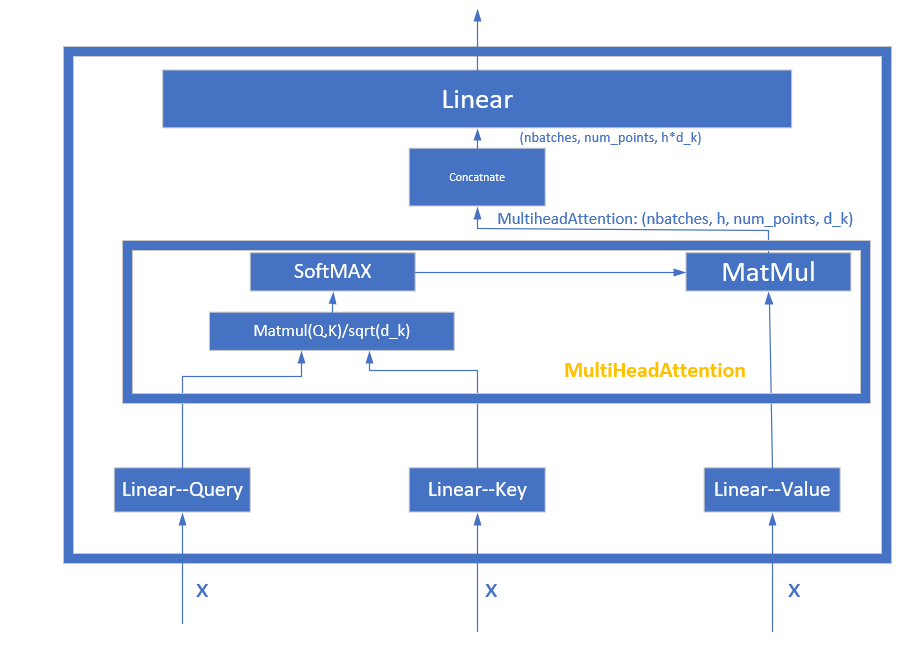 Linear
(nbatches, num_points, h*d_k)
Concatnate
MultiheadAttention: (nbatches, h, num_points, d_k)
SoftMAX
MatMul
Matmul(Q,K)/sqrt(d_k)
MultiHeadAttention
Linear--Query
Linear--Key
Linear--Value
X
X
X